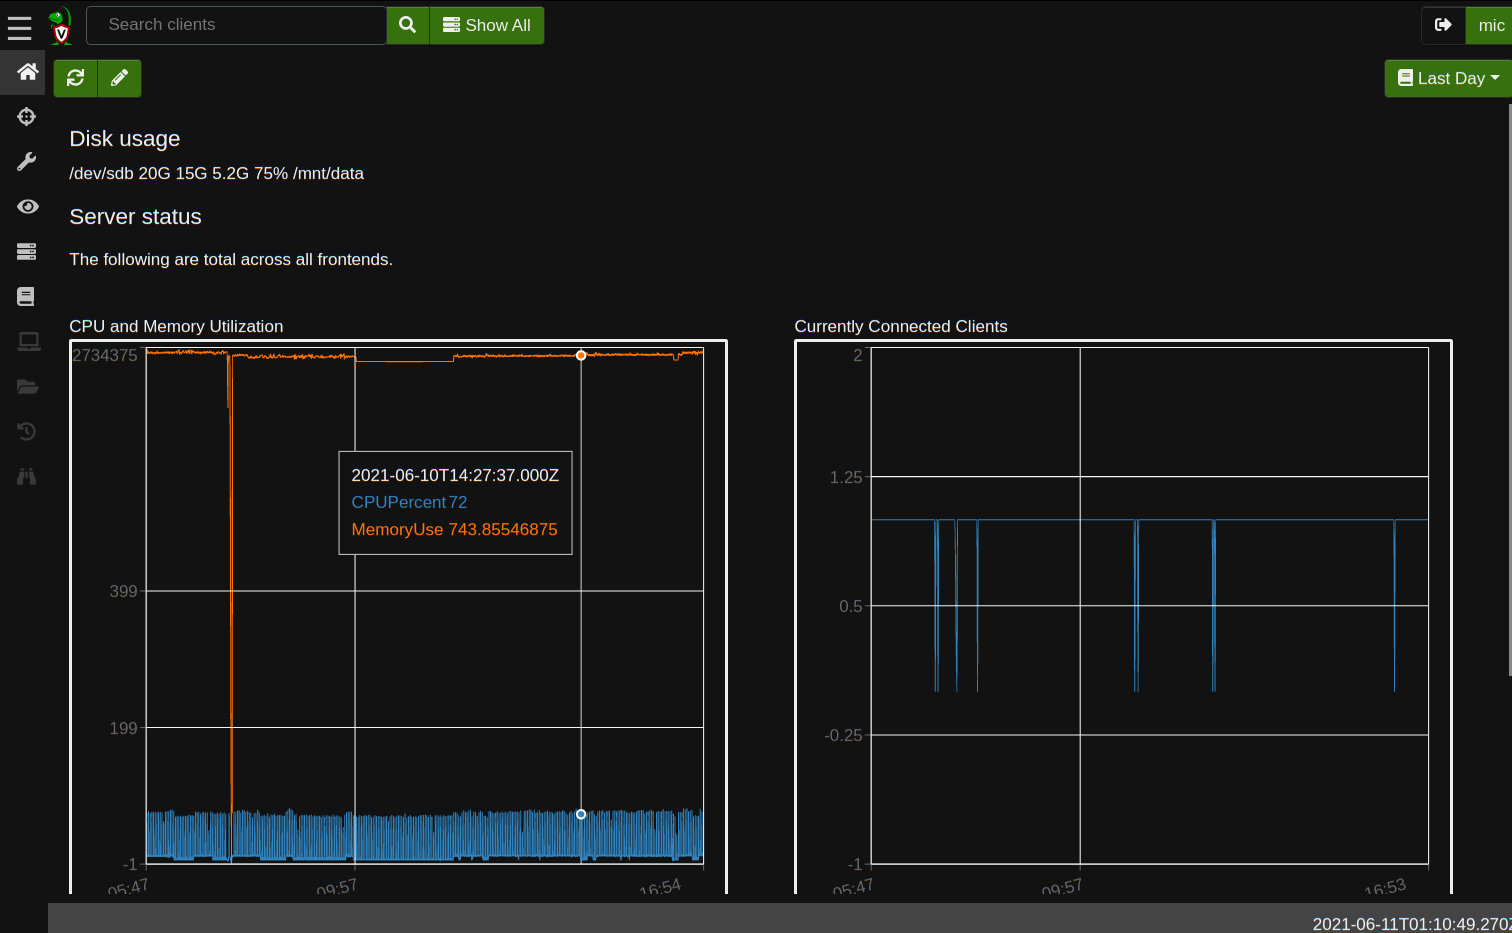 Search clients
Show All
mic
Last Day
Disk usage
/dev/sdb 20G 15G 5.2G 75% /mnt/data
Server status
The following are total across all frontends.
CPU and Memory Utilization
2734375
399
199
-1
05:47
09:57
16:54
2021-06-10T14:27:37.000Z
CPUPercent 72
MemoryUse 743.85546875
Currently Connected Clients
2
1.25
0.5
-0.25
-1
05:47
09:57
16:53
2021-06-11T01:10:49.270Z